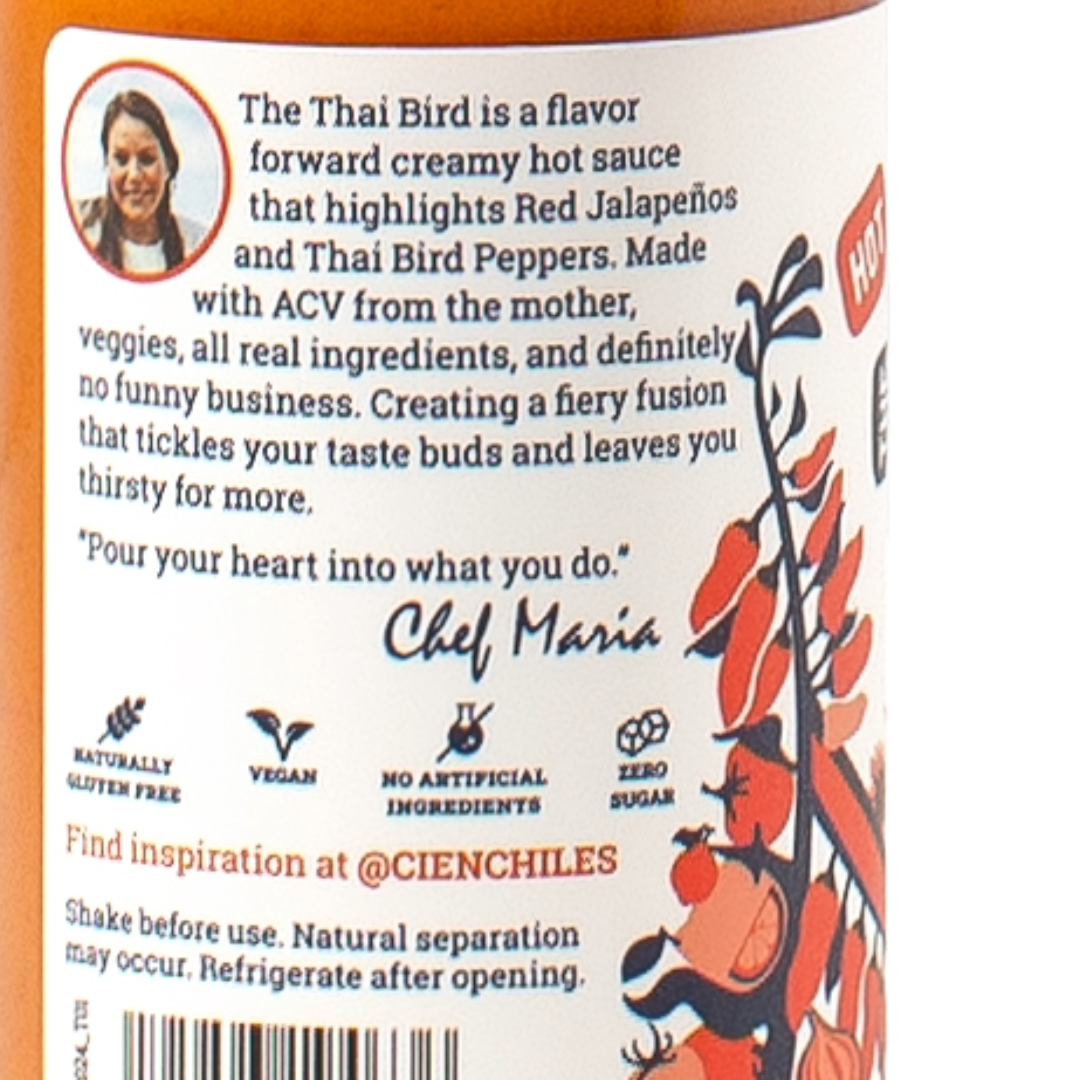 The Thai Bird is a flavor
forward creamy hot sauce
that highlights Red Jalapeños
and Thai Bird Peppers. Made
with ACV from the mother,
veggies, all real ingredients, and definitely
no funny business. Creating a fiery fusion
that tickles your taste buds and leaves you
thirsty for more.
"Pour your heart into what you do."
Chef Maria
NATURALLY
GLUTEN FREE
VEGAN
NO ARTIFICIAL
INGREDIENTS
ZERO
SUGAR
Find inspiration at @CIENCHILES
Shake before use. Natural separation
may occur. Refrigerate after opening.
HOT